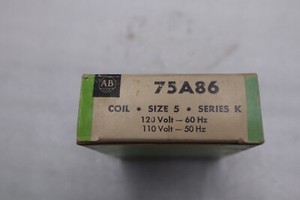 AB
75A86
COIL • SIZE 5 • SERIES K
120 Volt — 60 Hz
110 Volt — 50 Hz